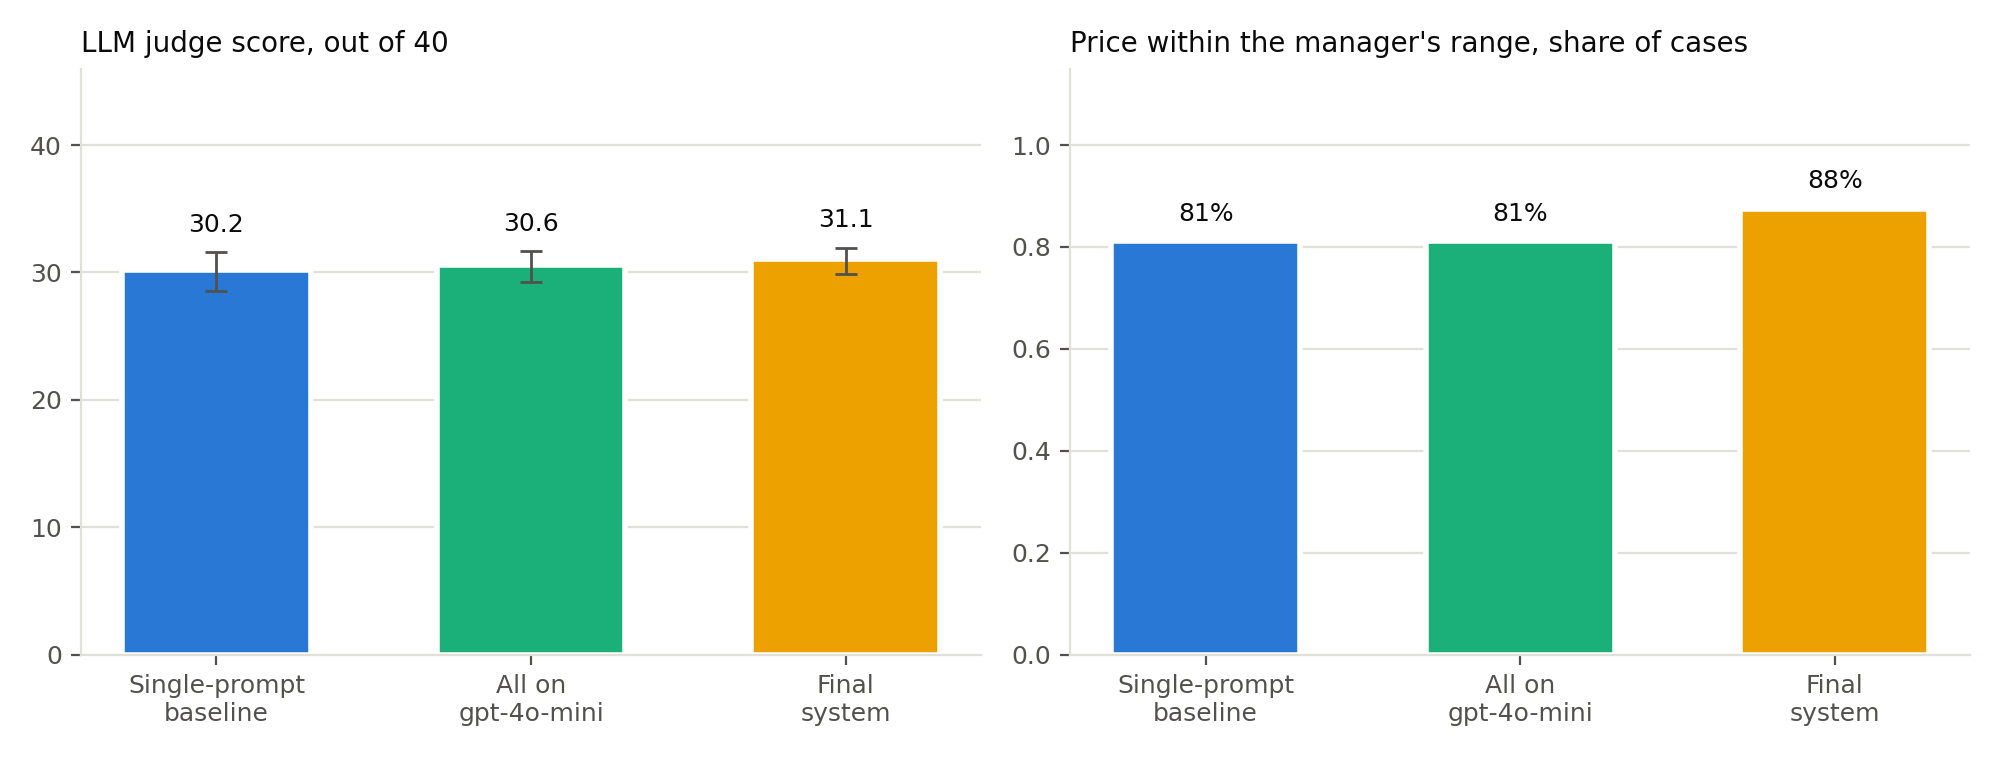 LLM judge score, out of 40
40
30
20
10
0
30.2
30.6
31.1
Single-prompt
baseline
All on
gpt-4o-mini
Final
system
Price within the manager's range, share of cases
1.0
0.8
0.6
0.4
0.2
0.0
81%
81%
88%
Single-prompt
baseline
All on
gpt-4o-mini
Final
system